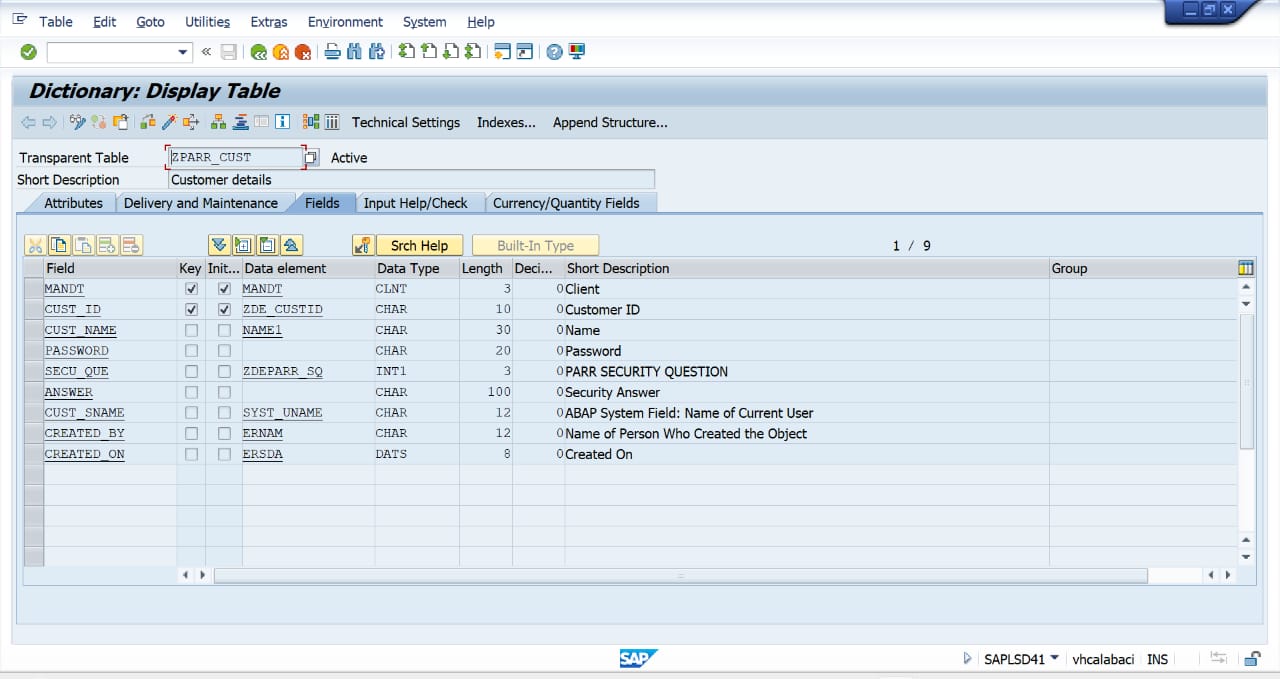 Table Edit Goto Utilities Extras Environment System Help
Dictionary: Display Table
Technical Settings Indexes... Append Structure...
Transparent Table ZPARR_CUST Active
Short Description Customer details
Attributes Delivery and Maintenance Fields Input Help/Check Currency/Quantity Fields
Srch Help Built-In Type 1 / 9
Field Key Init... Data element Data Type Length Deci... Short Description Group
MANDT MANDT CLNT 3 0 Client
CUST_ID ZDE_CUSTID CHAR 10 0 Customer ID
CUST_NAME NAME1 CHAR 30 0 Name
PASSWORD CHAR 20 0 Password
SECU_QUE ZDEPARR_SQ INT1 3 0 PARR SECURITY QUESTION
ANSWER CHAR 100 0 Security Answer
CUST_SNAME SYST_UNAME CHAR 12 0 ABAP System Field: Name of Current User
CREATED_BY ERNAM CHAR 12 0 Name of Person Who Created the Object
CREATED_ON ERSDA DATS 8 0 Created On
SAP SAPLSD41 vhcalabaci INS